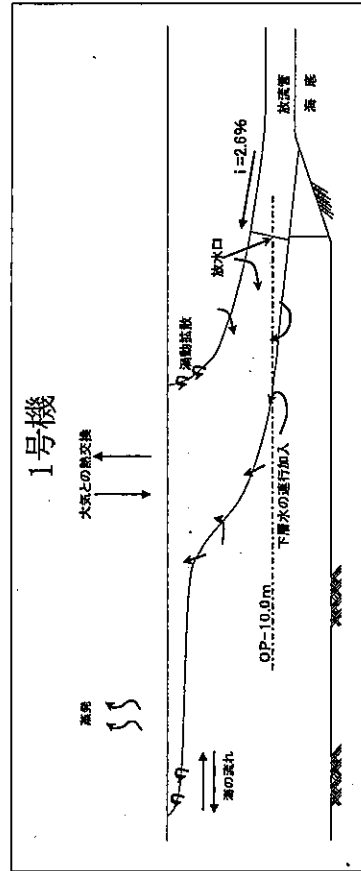 1号機
大気との熱交換
蒸発
渦動拡散
i=2.6%
海の流れ
放水口
放流管
海底
OP-10.0m
下層水の連行加入